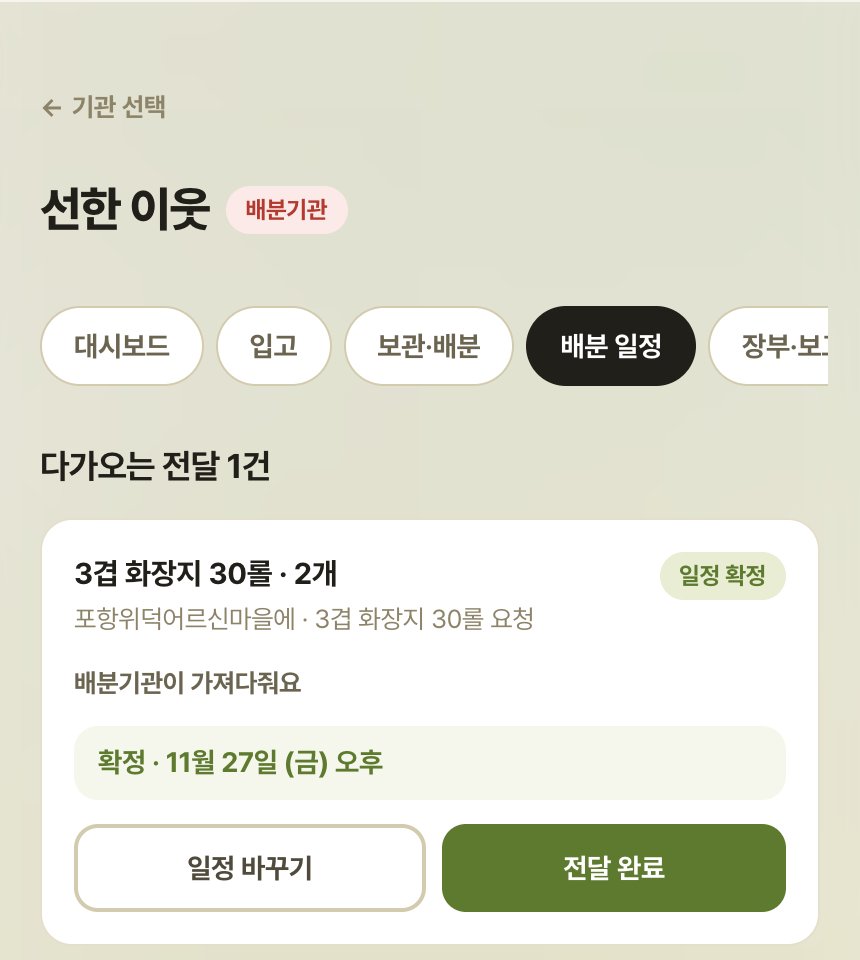 ← 기관 선택
선한 이웃 배분기관
대시보드 입고 보관·배분 배분 일정 장부·보고
다가오는 전달 1건
3겹 화장지 30롤 · 2개 일정 확정
포항위덕어르신마을에 · 3겹 화장지 30롤 요청
배분기관이 가져다줘요
확정 · 11월 27일 (금) 오후
일정 바꾸기 전달 완료